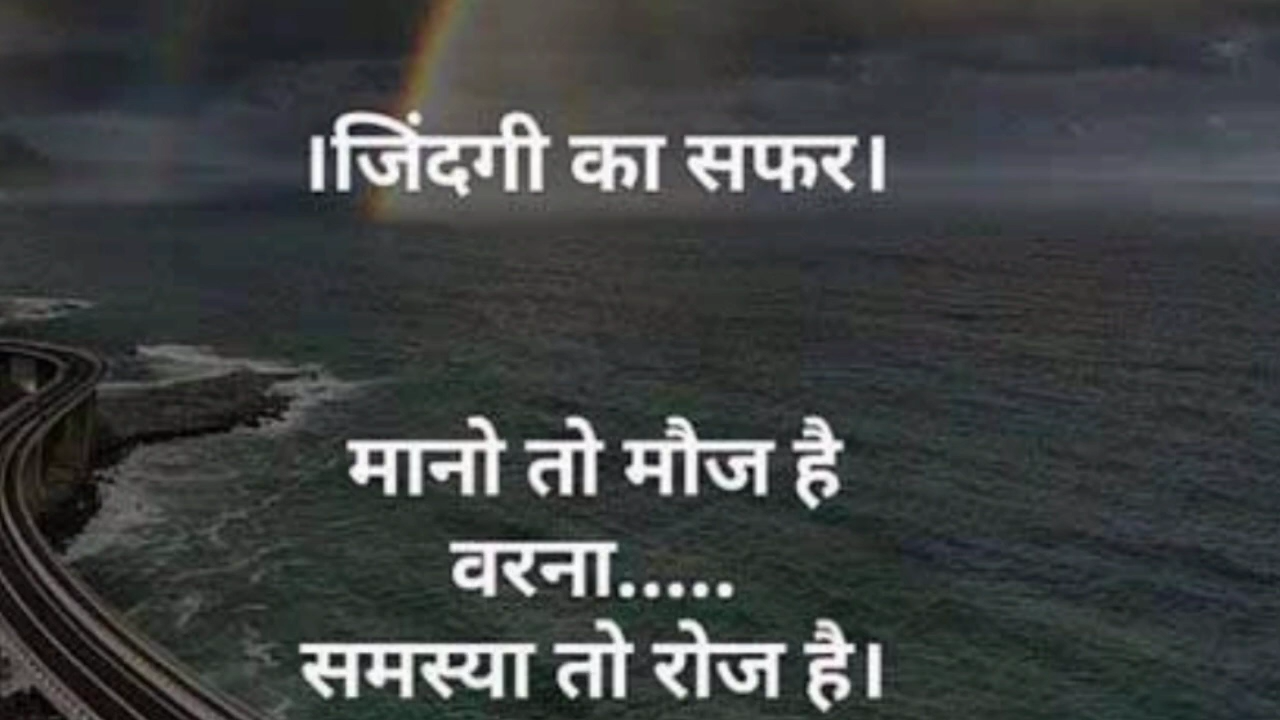 ।जिंदगी का सफर।
मानो तो मौज है
वरना.....
समस्या तो रोज है।